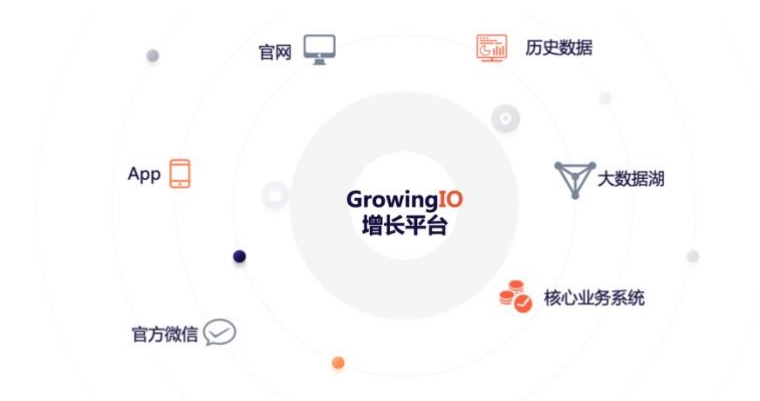 官网
历史数据
App
大数据湖
GrowingIO
增长平台
核心业务系统
官方微信